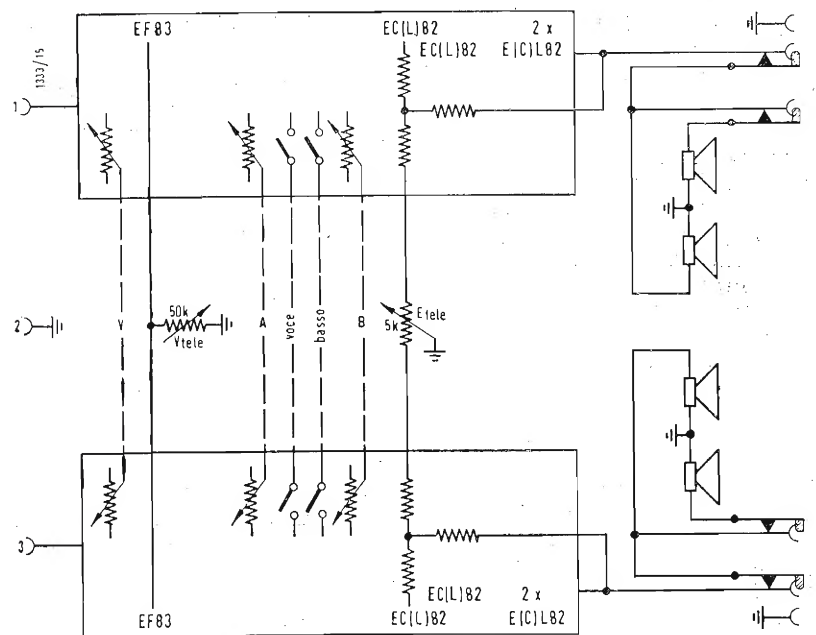 EF83
EC(L)82
2 x
EC(L)82
E(C)L82
1333/15
1
50k
Vtele
2
V
A
voce
basso
B
Etele
5k
3
EC(L)82
2 x
EC(L)82
E(C)L82
EF83